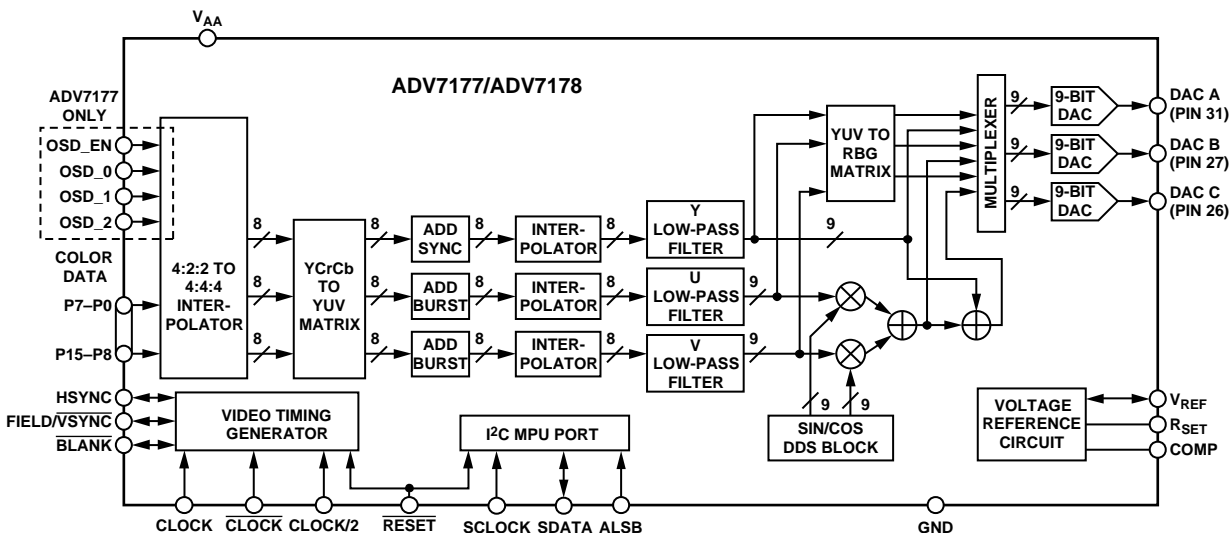 V_AA
ADV7177/ADV7178
ADV7177
ONLY
OSD_EN
OSD_0
OSD_1
OSD_2
COLOR
DATA
P7–P0
P15–P8
HSYNC
FIELD/VSYNC
BLANK
4:2:2 TO
4:4:4
INTER-
POLATOR
8
8
8
YCrCb
TO
YUV
MATRIX
8
8
8
ADD
SYNC
ADD
BURST
ADD
BURST
8
8
8
INTER-
POLATOR
INTER-
POLATOR
INTER-
POLATOR
8
8
8
Y
LOW-PASS
FILTER
U
LOW-PASS
FILTER
V
LOW-PASS
FILTER
9
9
9
YUV TO
RBG
MATRIX
MULTIPLEXER
9
9
9
9-BIT
DAC
9-BIT
DAC
9-BIT
DAC
DAC A
(PIN 31)
DAC B
(PIN 27)
DAC C
(PIN 26)
9
9
SIN/COS
DDS BLOCK
VIDEO TIMING
GENERATOR
I²C MPU PORT
VOLTAGE
REFERENCE
CIRCUIT
V_REF
R_SET
COMP
CLOCK
CLOCK
CLOCK/2
RESET
SCLOCK
SDATA
ALSB
GND